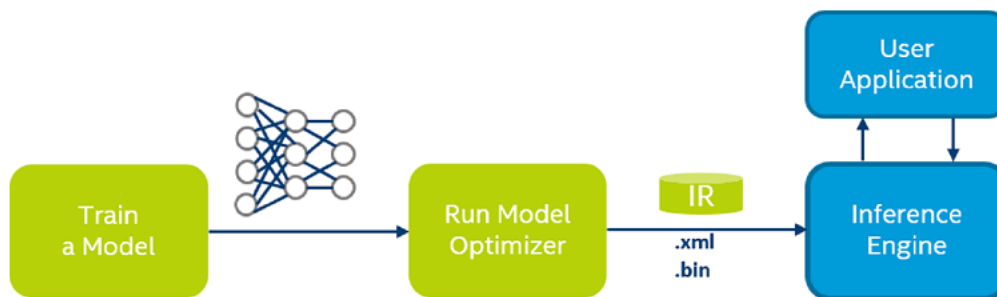 Train
a Model
Run Model
Optimizer
IR
.xml
.bin
User
Application
Inference
Engine